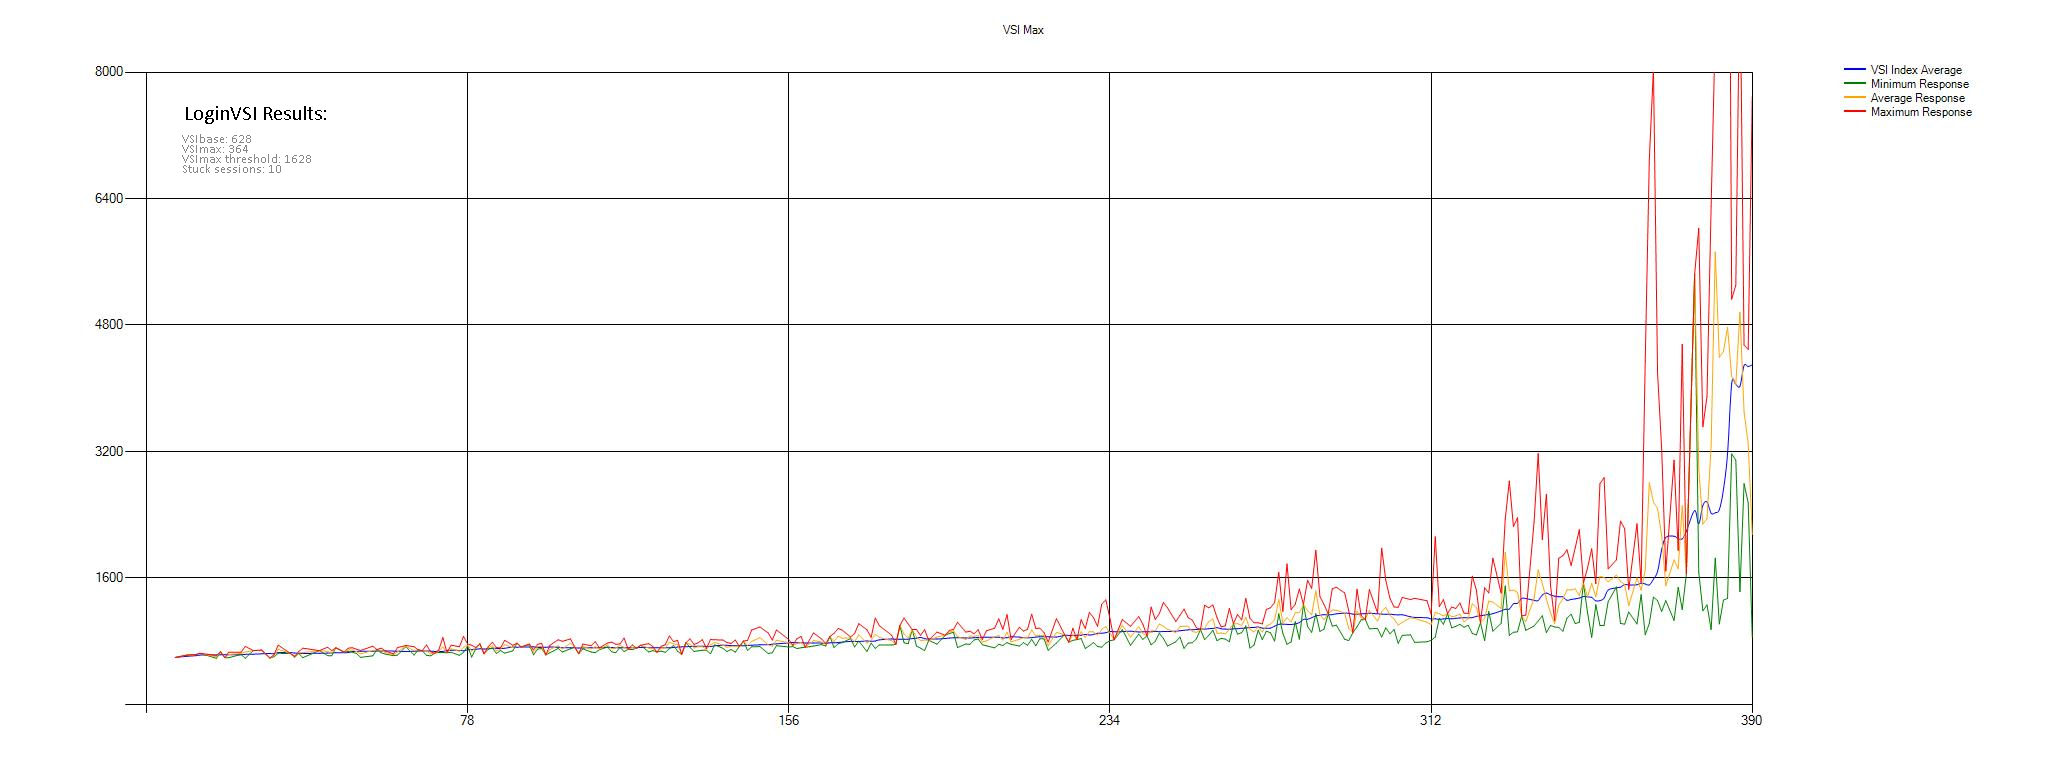 VSI Max
8000
6400
4800
3200
1600
LoginVSI Results:
VSIbase: 628
VSImax: 364
VSImax threshold: 1628
Stuck sessions: 10
78
156
234
312
390
VSI Index Average
Minimum Response
Average Response
Maximum Response